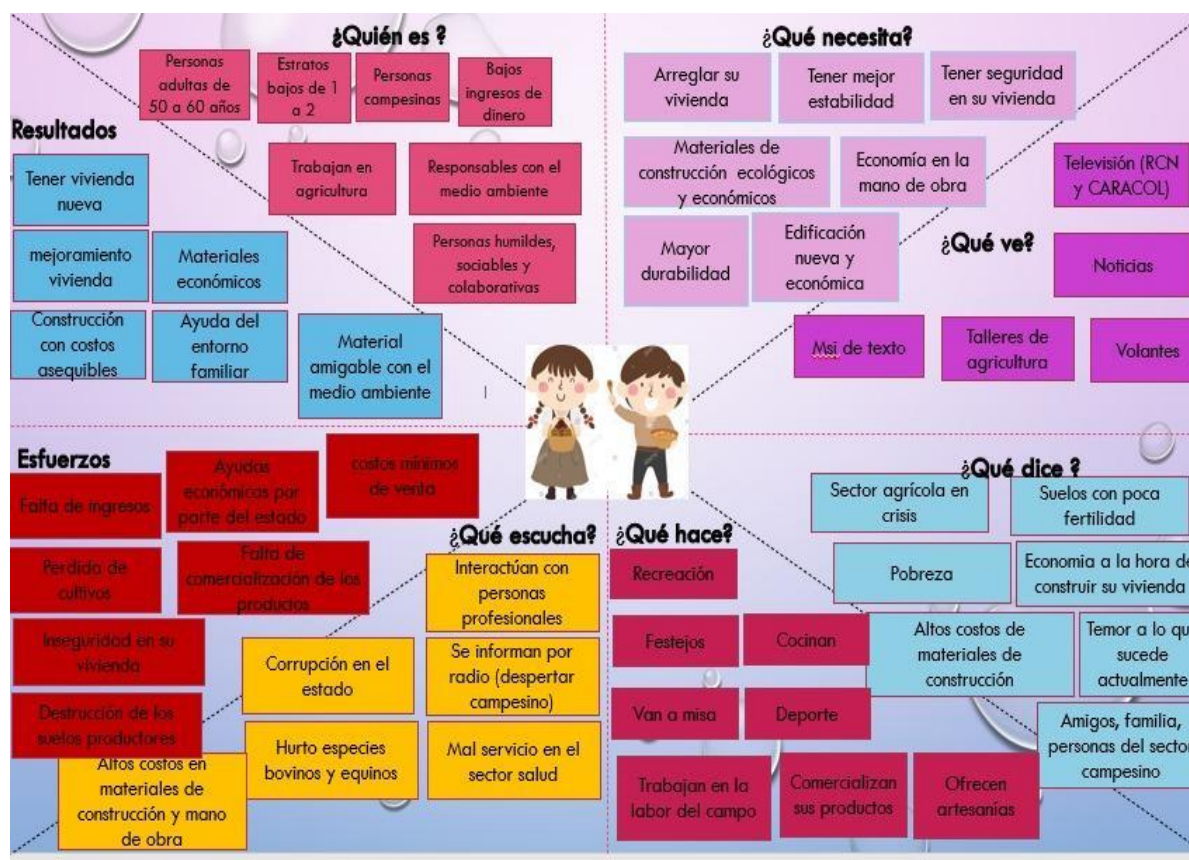 ¿Quién es ?
Personas
adultas de
50 a 60 años
Estratos
bajos de 1
a 2
Personas
campesinas
Bajos
ingresos de
dinero
Trabajan en
agricultura
Responsables con el
medio ambiente
Personas humildes,
sociables y
colaborativas
¿Qué necesita?
Arreglar su
vivienda
Tener mejor
estabilidad
Tener seguridad
en su vivienda
Materiales de
construcción ecológicos
y económicos
Economía en la
mano de obra
Mayor
durabilidad
Edificación
nueva y
económica
Resultados
Tener vivienda
nueva
mejoramiento
vivienda
Materiales
económicos
Construcción
con costos
asequibles
Ayuda del
entorno
familiar
Material
amigable con el
medio ambiente
¿Qué ve?
Televisión (RCN
y CARACOL)
Noticias
Msi de texto
Talleres de
agricultura
Volantes
Esfuerzos
Falta de ingresos
Ayudas
económicas por
parte del estado
costos mínimos
de venta
Perdida de
cultivos
Falta de
comercialización de los
productos
Inseguridad en su
vivienda
Destrucción de los
suelos productores
¿Qué escucha?
Interactúan con
personas
profesionales
Corrupción en el
estado
Se informan por
radio (despertar
campesino)
Hurto especies
bovinos y equinos
Mal servicio en el
sector salud
Altos costos en
materiales de
construcción y mano
de obra
¿Qué hace?
Recreación
Festejos
Cocinan
Van a misa
Deporte
Trabajan en la
labor del campo
Comercializan
sus productos
Ofrecen
artesanías
¿Qué dice ?
Sector agrícola en
crisis
Suelos con poca
fertilidad
Pobreza
Economia a la hora de
construir su vivienda
Altos costos de
materiales de
construcción
Temor a lo qu
sucede
actualmente
Amigos, familia,
personas del secto
campesino